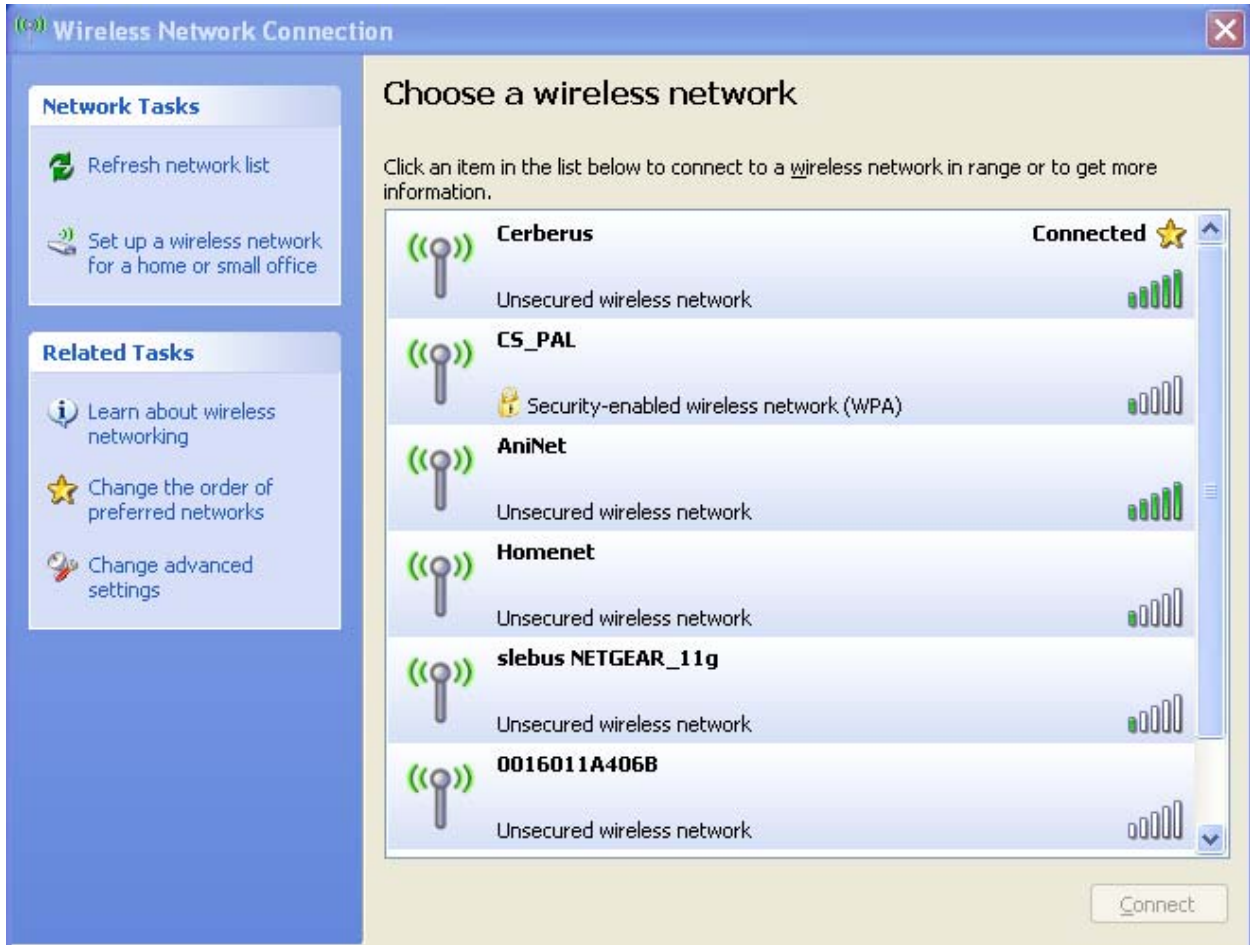 Wireless Network Connection
Network Tasks
Refresh network list
Set up a wireless network
for a home or small office
Related Tasks
Learn about wireless
networking
Change the order of
preferred networks
Change advanced
settings
Choose a wireless network
Click an item in the list below to connect to a wireless network in range or to get more
information.
Cerberus Connected
Unsecured wireless network
CS_PAL
Security-enabled wireless network (WPA)
AniNet
Unsecured wireless network
Homenet
Unsecured wireless network
slebus NETGEAR_11g
Unsecured wireless network
0016011A406B
Unsecured wireless network
Connect